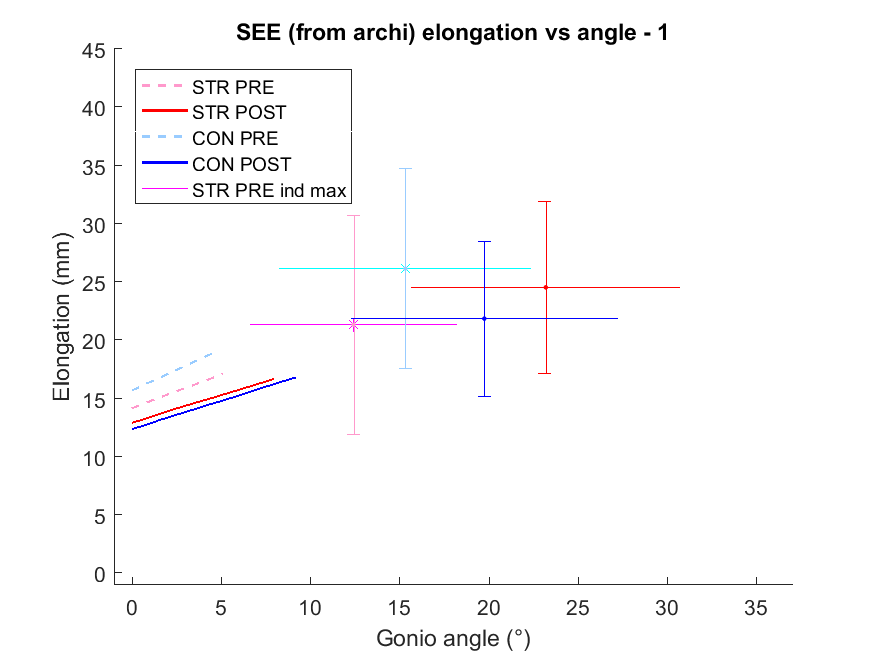 SEE (from archi) elongation vs angle - 1
45
40
35
30
25
20
15
10
5
0
Elongation (mm)
STR PRE
STR POST
CON PRE
CON POST
STR PRE ind max
0 5 10 15 20 25 30 35
Gonio angle (°)